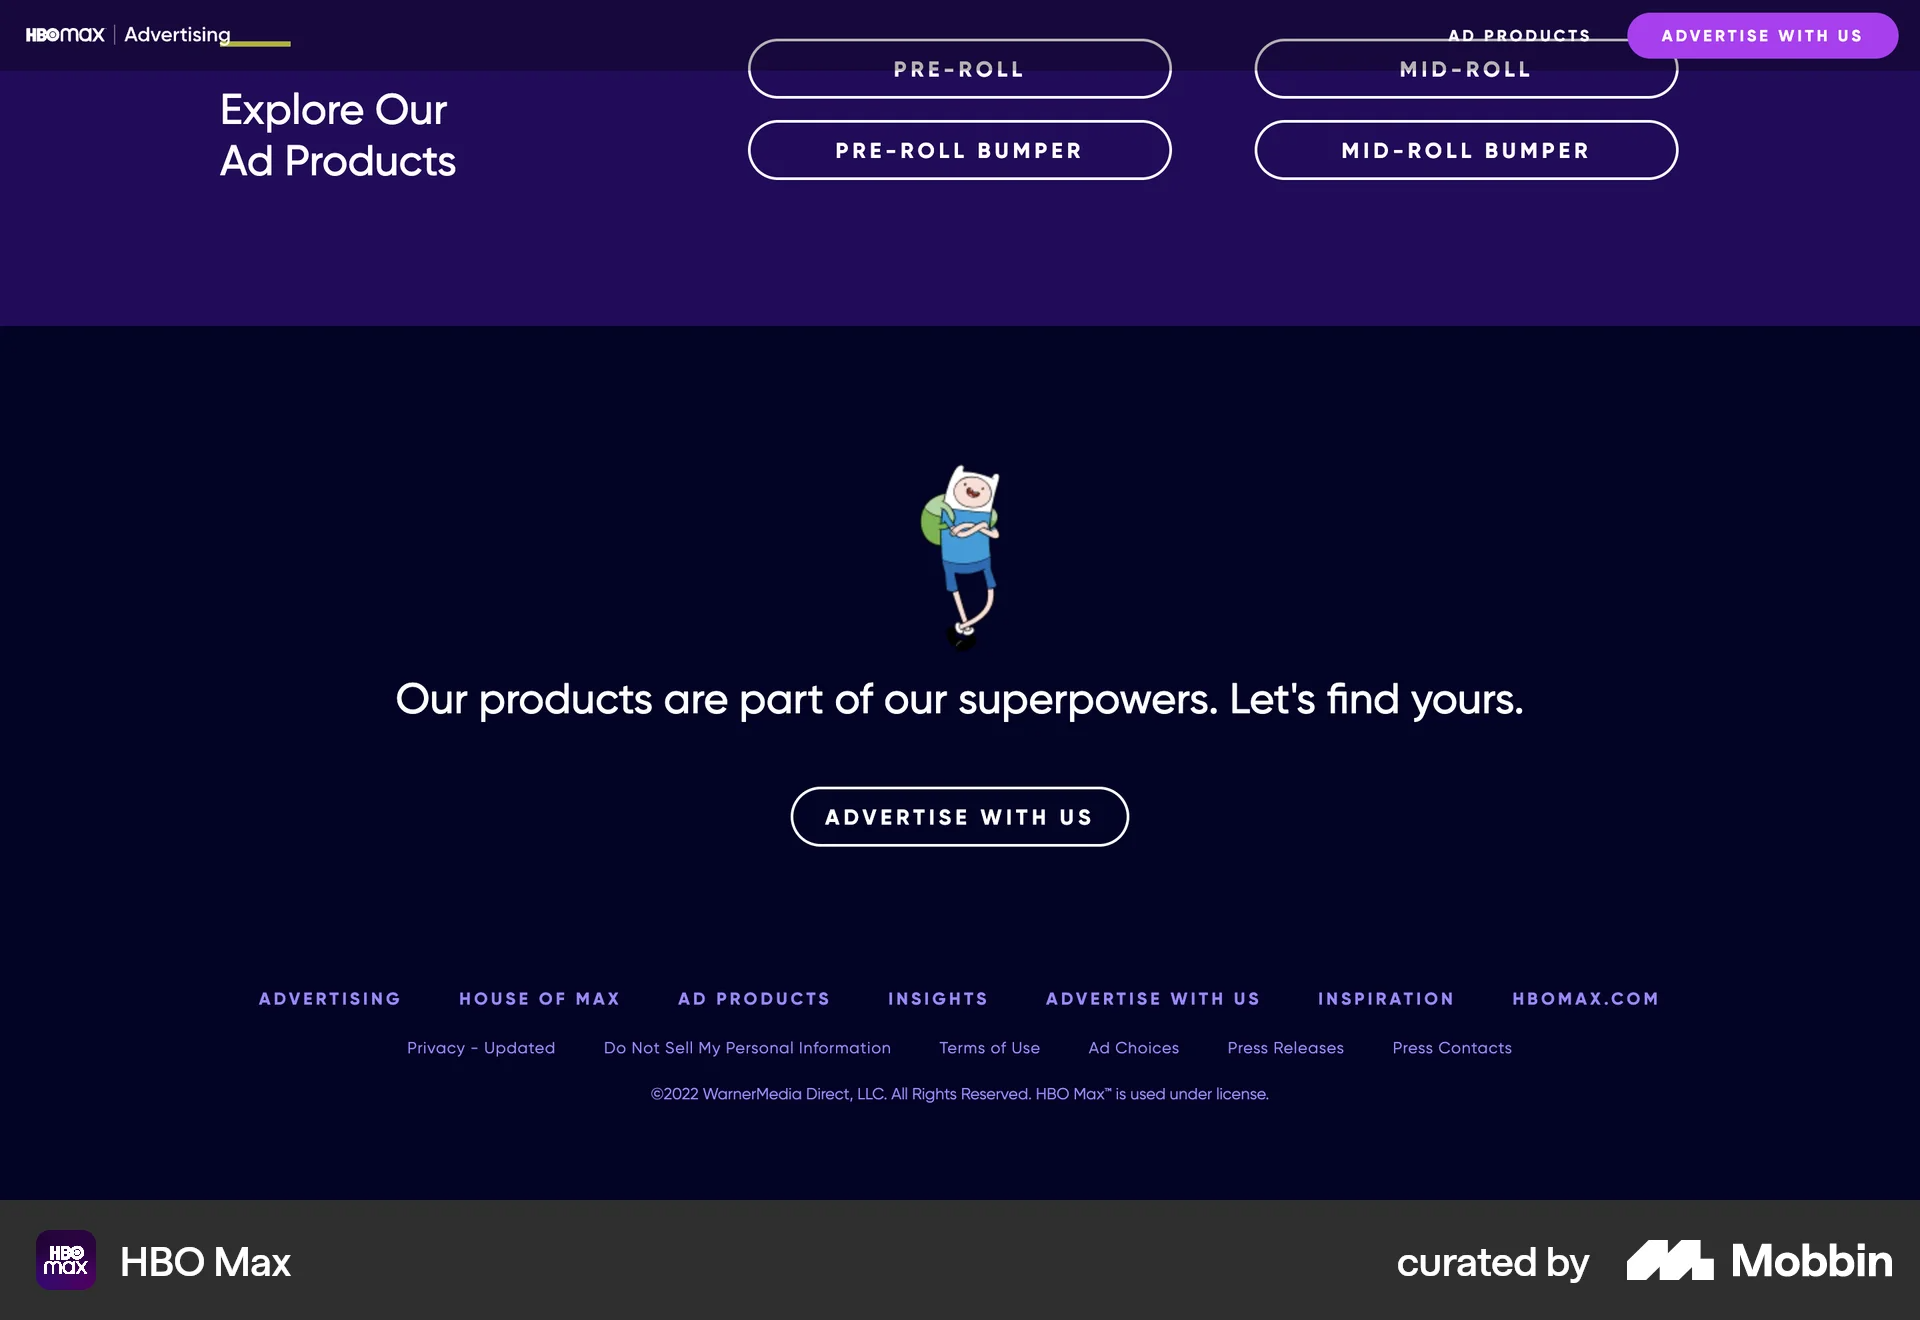 HBOmax | Advertising
AD PRODUCTS
ADVERTISE WITH US
Explore Our
Ad Products
PRE-ROLL
MID-ROLL
PRE-ROLL BUMPER
MID-ROLL BUMPER
Our products are part of our superpowers. Let's find yours.
ADVERTISE WITH US
ADVERTISING HOUSE OF MAX AD PRODUCTS INSIGHTS ADVERTISE WITH US INSPIRATION HBOMAX.COM
Privacy - Updated Do Not Sell My Personal Information Terms of Use Ad Choices Press Releases Press Contacts
©2022 WarnerMedia Direct, LLC. All Rights Reserved. HBO Max™ is used under license.
HBO
max
HBO Max
curated by Mobbin